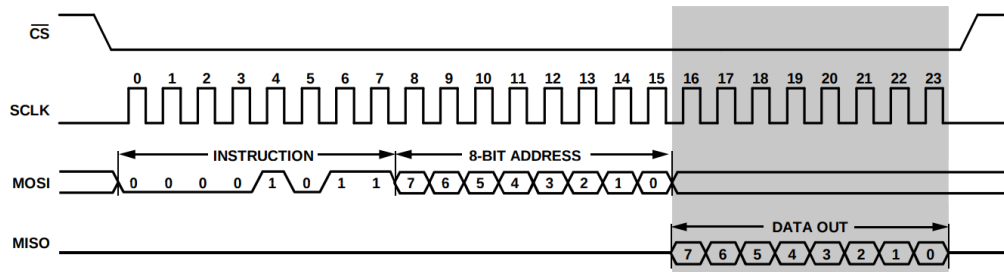 CS
0 1 2 3 4 5 6 7 8 9 10 11 12 13 14 15 16 17 18 19 20 21 22 23
SCLK
INSTRUCTION 8-BIT ADDRESS
MOSI 0 0 0 0 1 0 1 1 7 6 5 4 3 2 1 0
DATA OUT
MISO 7 6 5 4 3 2 1 0